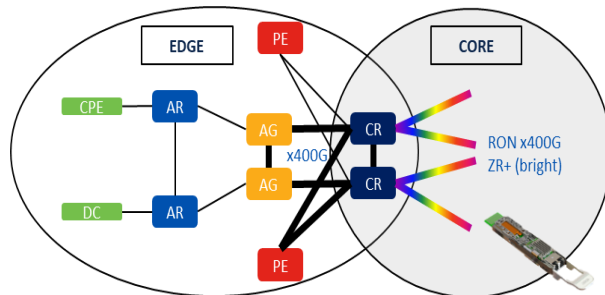 EDGE
PE
CORE
CPE
AR
AG
CR
x400G
RON x400G
ZR+ (bright)
DC
AR
AG
CR
PE